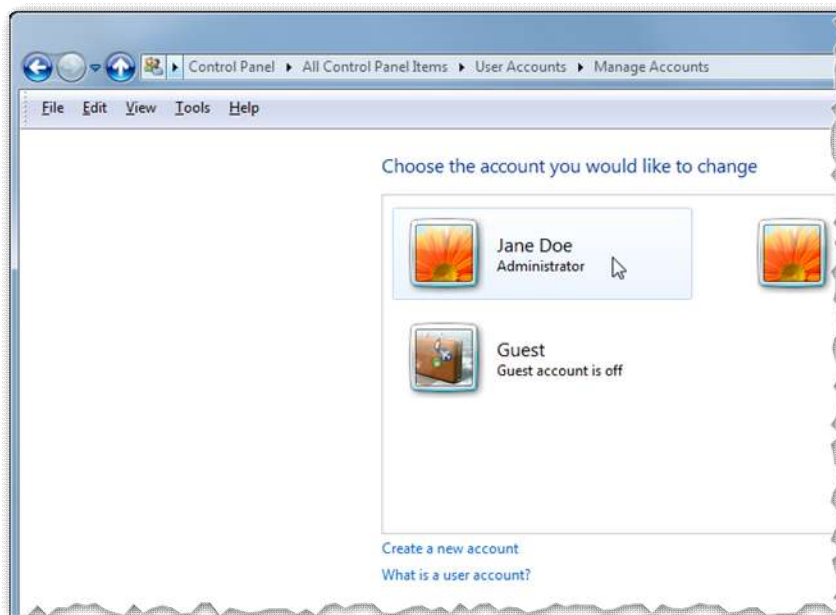 Control Panel ▸ All Control Panel Items ▸ User Accounts ▸ Manage Accounts
File Edit View Tools Help
Choose the account you would like to change
Jane Doe
Administrator
Guest
Guest account is off
Create a new account
What is a user account?